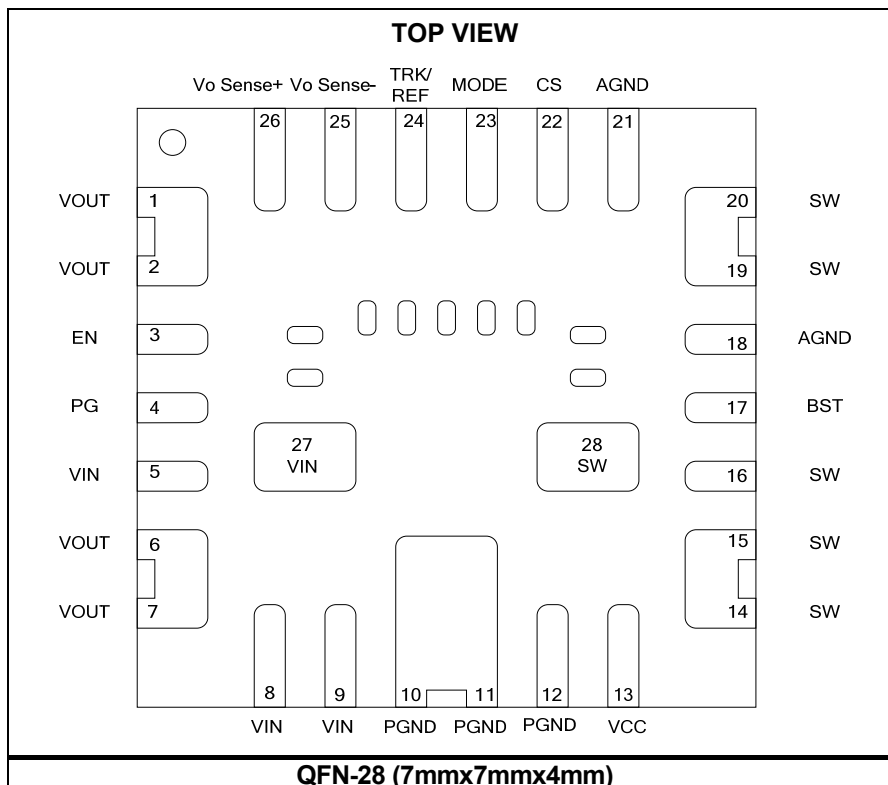 TOP VIEW
Vo Sense+ Vo Sense- TRK/ REF MODE CS AGND
26 25 24 23 22 21
VOUT 1 20 SW
VOUT 2 19 SW
EN 3 18 AGND
PG 4 17 BST
27 VIN
28 SW
VIN 5 16 SW
VOUT 6 15 SW
VOUT 7 14 SW
8 9 10 11 12 13
VIN VIN PGND PGND PGND VCC
QFN-28 (7mmx7mmx4mm)